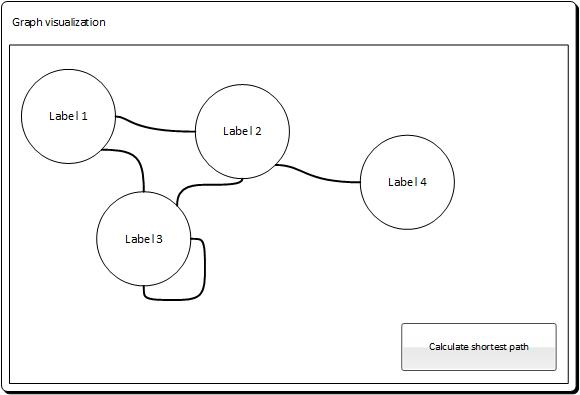 Graph visualization
Label 1
Label 2
Label 4
Label 3
Calculate shortest path